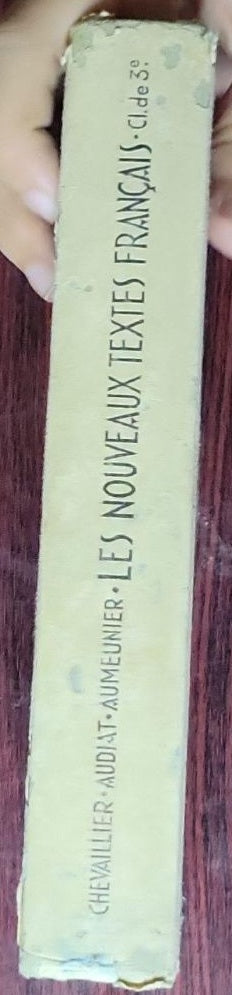 CHEVAILLIER · AUDIAT · AUMEUNIER · LES NOUVEAUX TEXTES FRANÇAIS · Cl. de 3e.